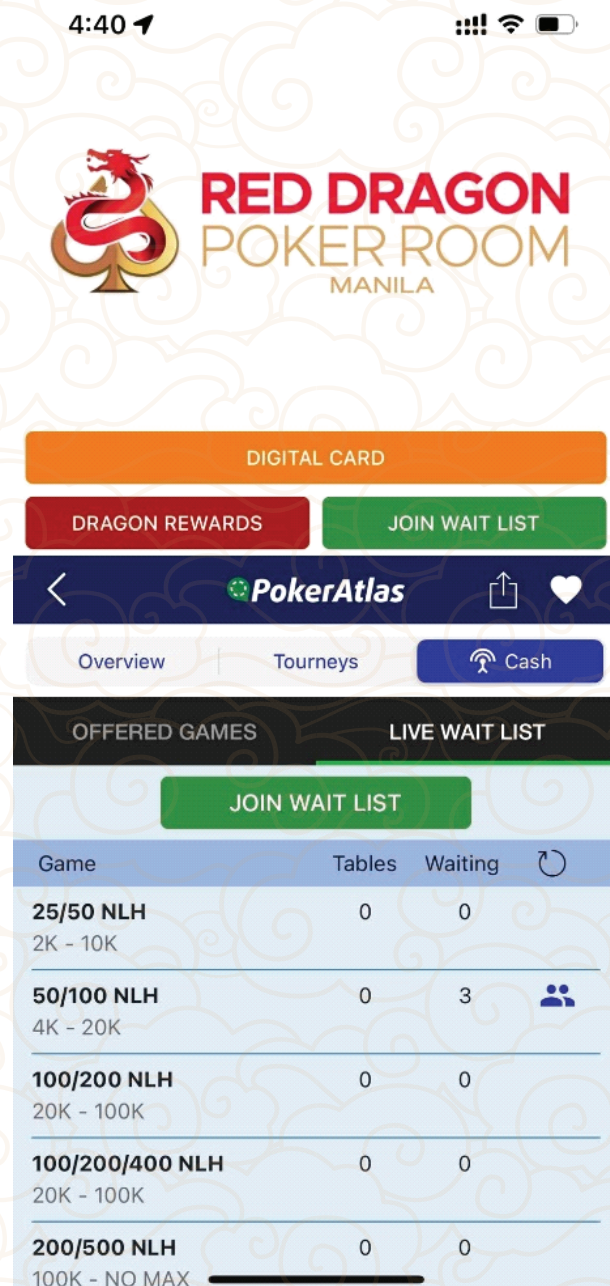 4:40
RED DRAGON
POKER ROOM
MANILA
DIGITAL CARD
DRAGON REWARDS JOIN WAIT LIST
PokerAtlas
Overview Tourneys Cash
OFFERED GAMES LIVE WAIT LIST
JOIN WAIT LIST
Game Tables Waiting
25/50 NLH 0 0
2K - 10K
50/100 NLH 0 3
4K - 20K
100/200 NLH 0 0
20K - 100K
100/200/400 NLH 0 0
20K - 100K
200/500 NLH 0 0
100K - NO MAX